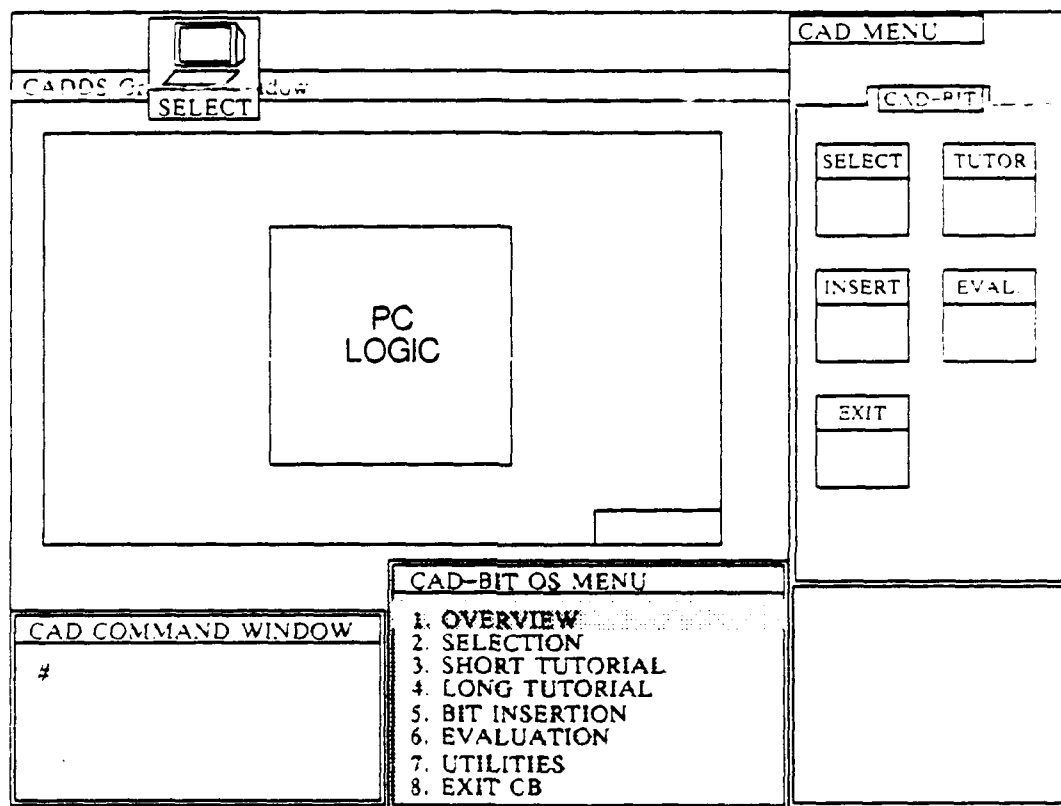 CAD MENU
CADDS
SELECT
CAD-BIT
SELECT
TUTOR
INSERT
EVAL.
EXIT
PC
LOGIC
CAD-BIT OS MENU
1. OVERVIEW
2. SELECTION
3. SHORT TUTORIAL
4. LONG TUTORIAL
5. BIT INSERTION
6. EVALUATION
7. UTILITIES
8. EXIT CB
CAD COMMAND WINDOW
#